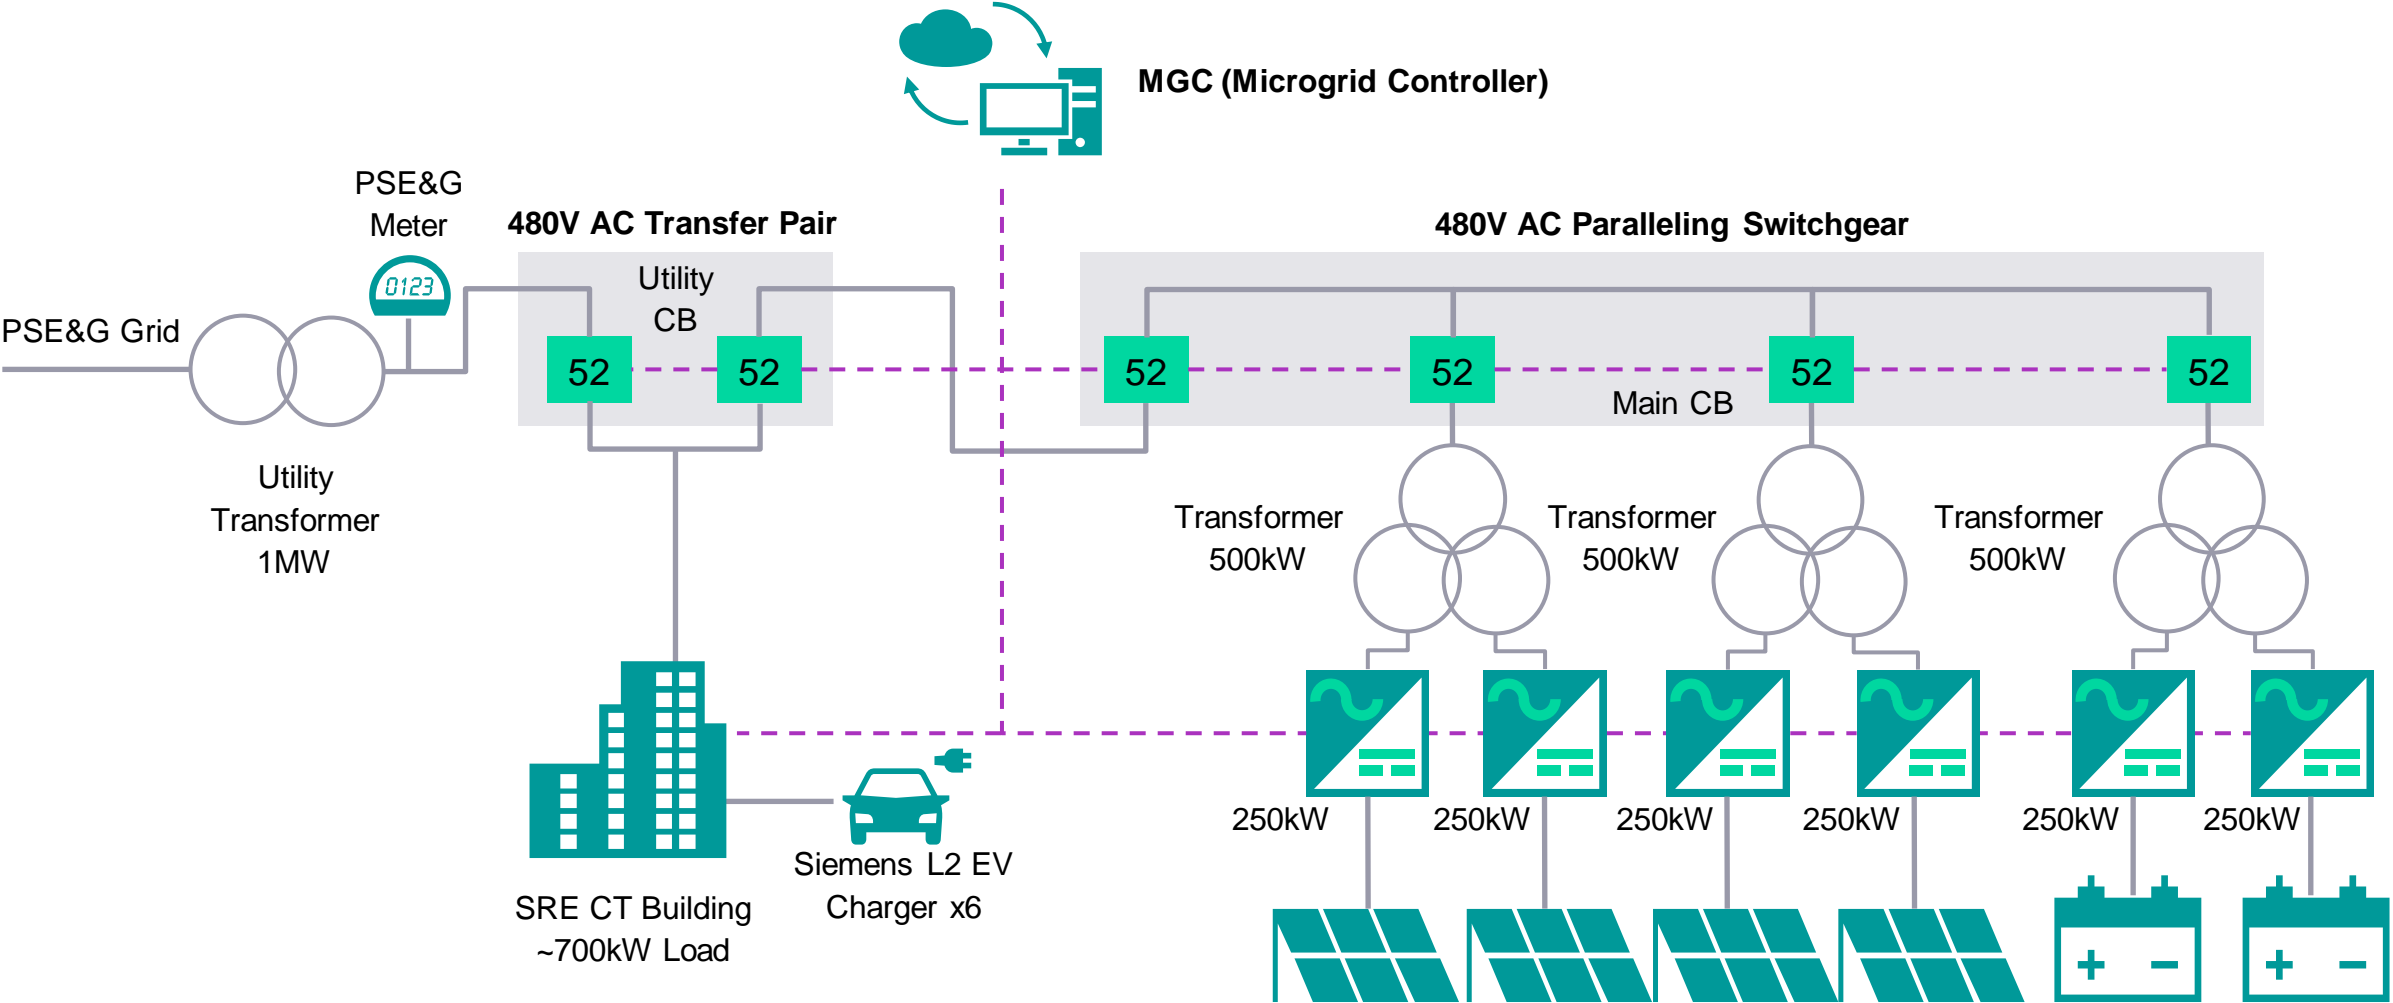 MGC (Microgrid Controller)
PSE&G
Meter
480V AC Transfer Pair
480V AC Paralleling Switchgear
Utility
CB
0123
PSE&G Grid
52
52
52
52
52
52
Main CB
Utility
Transformer
1MW
Transformer
500kW
Transformer
500kW
Transformer
500kW
250kW
250kW
250kW
250kW
250kW
250kW
Siemens L2 EV
Charger x6
SRE CT Building
~700kW Load